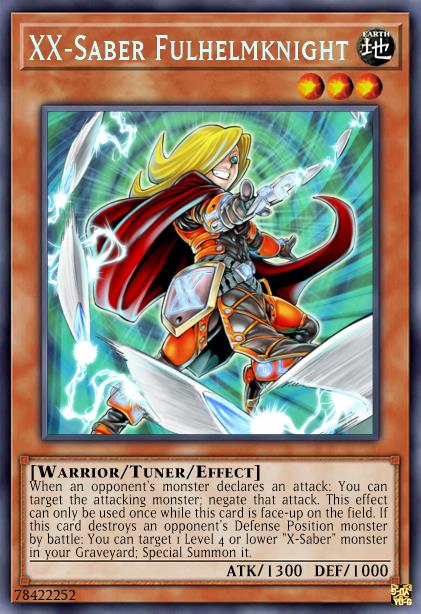 XX-Saber Fulhelmknight
EARTH
地
[Warrior/Tuner/Effect]
When an opponent's monster declares an attack: You can
target the attacking monster; negate that attack. This effect
can only be used once while this card is face-up on the field. If
this card destroys an opponent's Defense Position monster
by battle: You can target 1 Level 4 or lower "X-Saber" monster
in your Graveyard; Special Summon it.
ATK/1300 DEF/1000
78422252